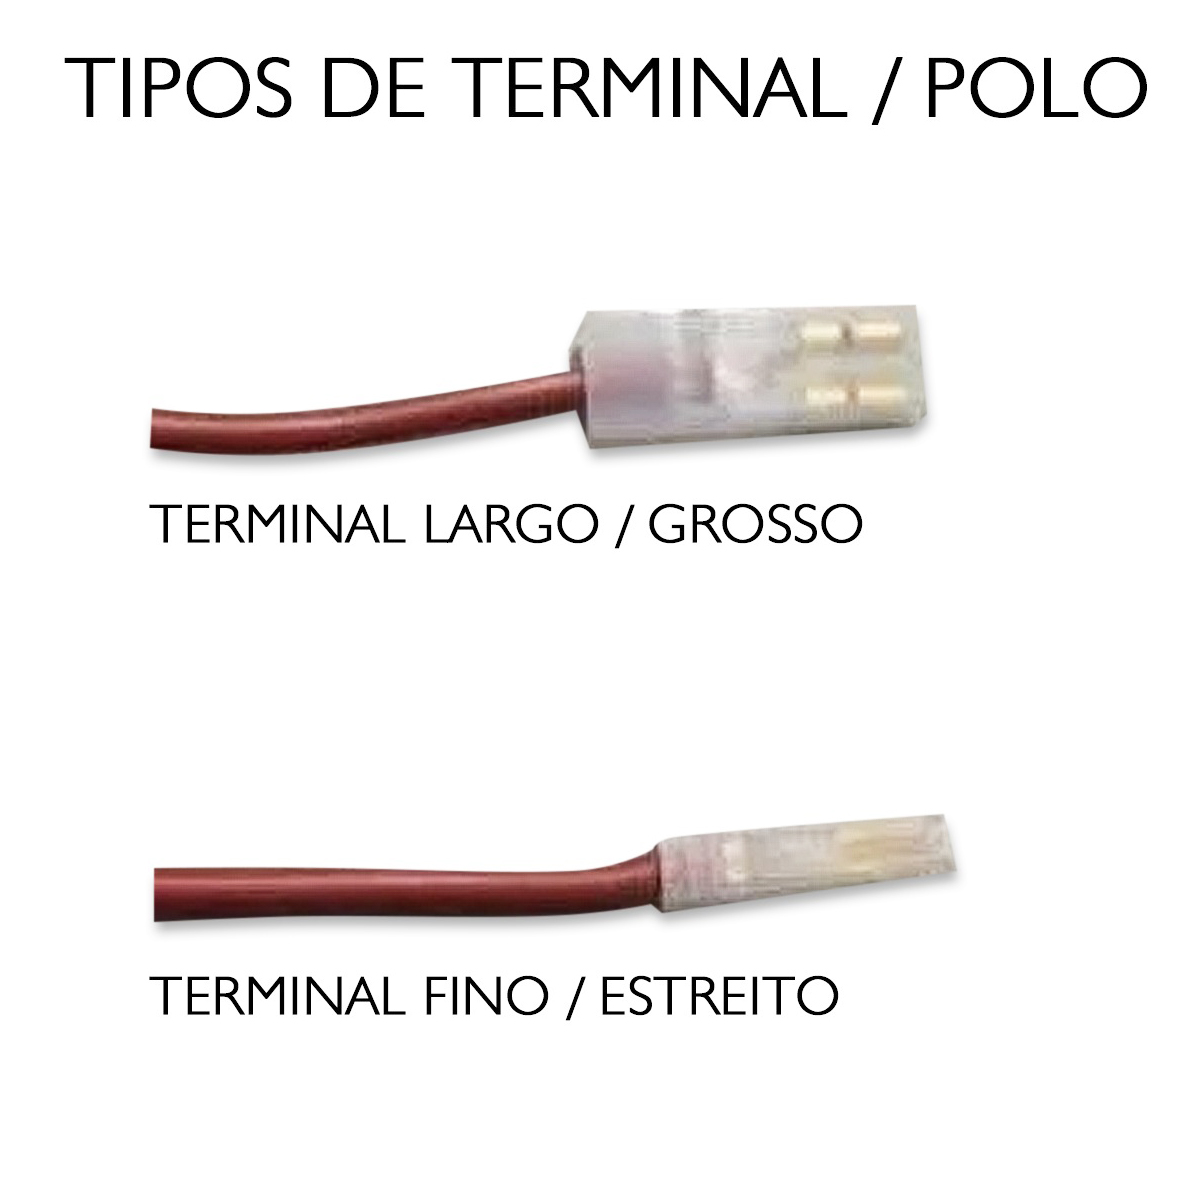 TIPOS DE TERMINAL / POLO
TERMINAL LARGO / GROSSO
TERMINAL FINO / ESTREITO